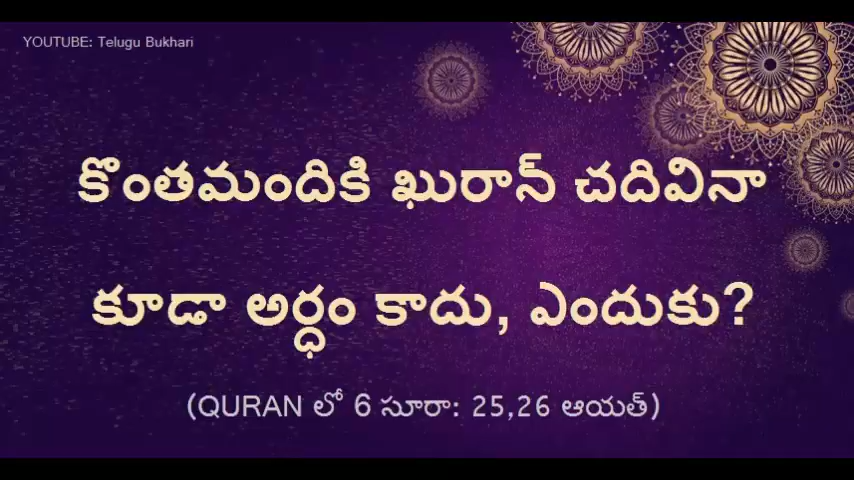 YOUTUBE: Telugu Bukhari
కొంతమందికి ఖురాన్ చదివినా
కూడా అర్ధం కాదు, ఎందుకు?
(QURAN లో 6 సూరా: 25,26 ఆయత్)